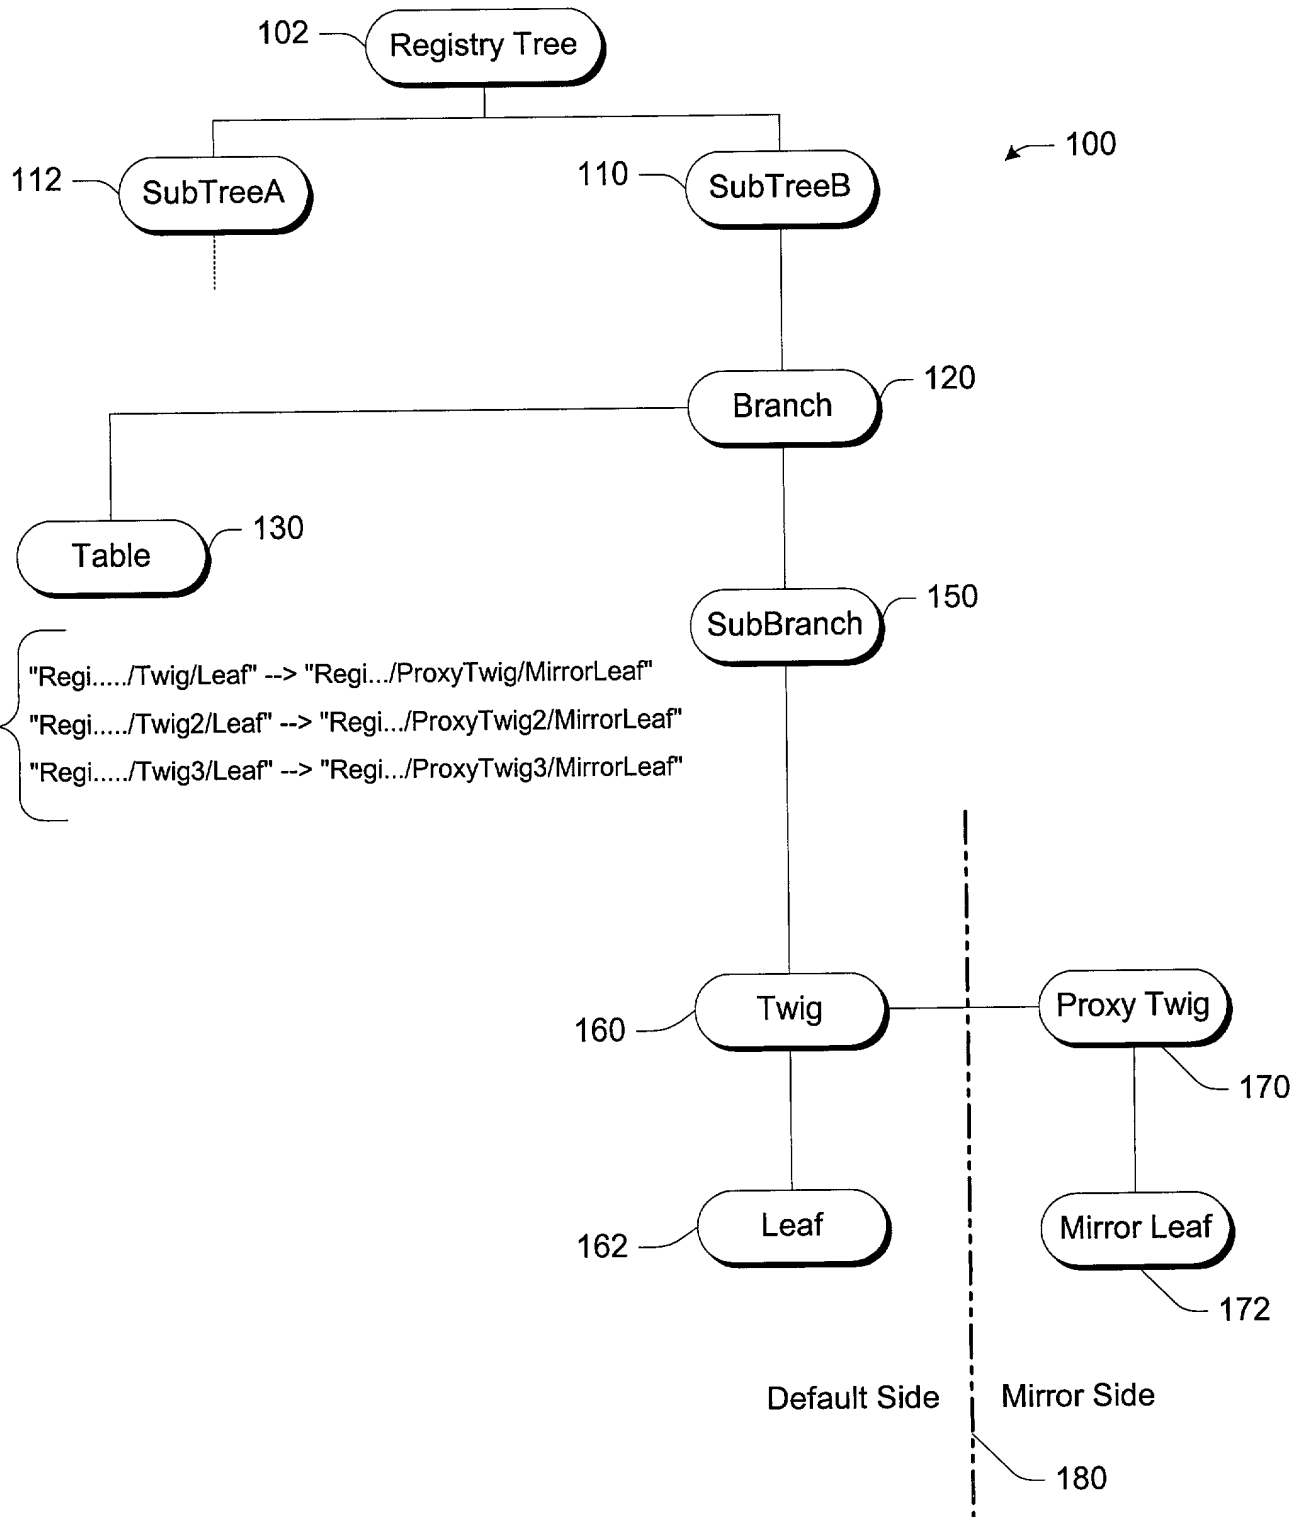 102
Registry Tree
100
112
SubTreeA
110
SubTreeB
120
Branch
130
Table
150
SubBranch
"Regi...../Twig/Leaf" --> "Regi.../ProxyTwig/MirrorLeaf"
"Regi...../Twig2/Leaf" --> "Regi.../ProxyTwig2/MirrorLeaf"
"Regi...../Twig3/Leaf" --> "Regi.../ProxyTwig3/MirrorLeaf"
160
Twig
Proxy Twig
170
162
Leaf
Mirror Leaf
172
Default Side
Mirror Side
180